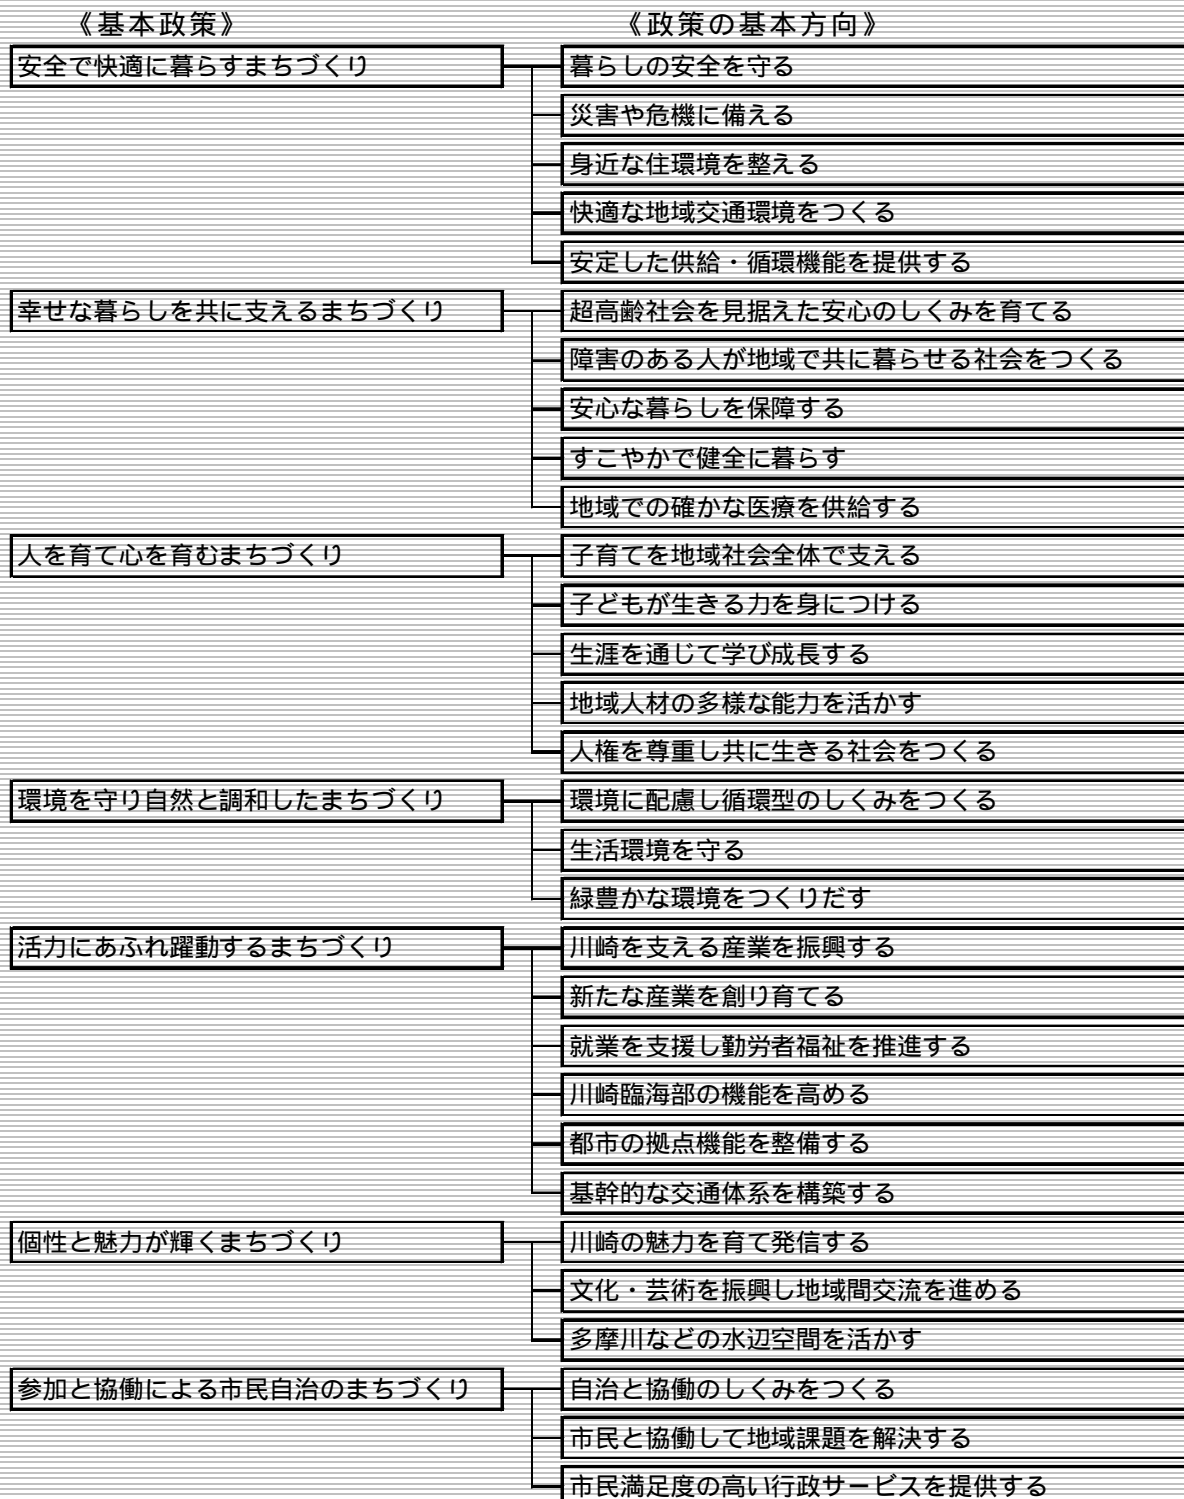 《基本政策》 《政策の基本方向》
安全で快適に暮らすまちづくり 暮らしの安全を守る
災害や危機に備える
身近な住環境を整える
快適な地域交通環境をつくる
安定した供給・循環機能を提供する
幸せな暮らしを共に支えるまちづくり 超高齢社会を見据えた安心のしくみを育てる
障害のある人が地域で共に暮らせる社会をつくる
安心な暮らしを保障する
すこやかで健全に暮らす
地域での確かな医療を供給する
人を育て心を育むまちづくり 子育てを地域社会全体で支える
子どもが生きる力を身につける
生涯を通じて学び成長する
地域人材の多様な能力を活かす
人権を尊重し共に生きる社会をつくる
環境を守り自然と調和したまちづくり 環境に配慮し循環型のしくみをつくる
生活環境を守る
緑豊かな環境をつくりだす
活力にあふれ躍動するまちづくり 川崎を支える産業を振興する
新たな産業を創り育てる
就業を支援し勤労者福祉を推進する
川崎臨海部の機能を高める
都市の拠点機能を整備する
基幹的な交通体系を構築する
個性と魅力が輝くまちづくり 川崎の魅力を育て発信する
文化・芸術を振興し地域間交流を進める
多摩川などの水辺空間を活かす
参加と協働による市民自治のまちづくり 自治と協働のしくみをつくる
市民と協働して地域課題を解決する
市民満足度の高い行政サービスを提供する